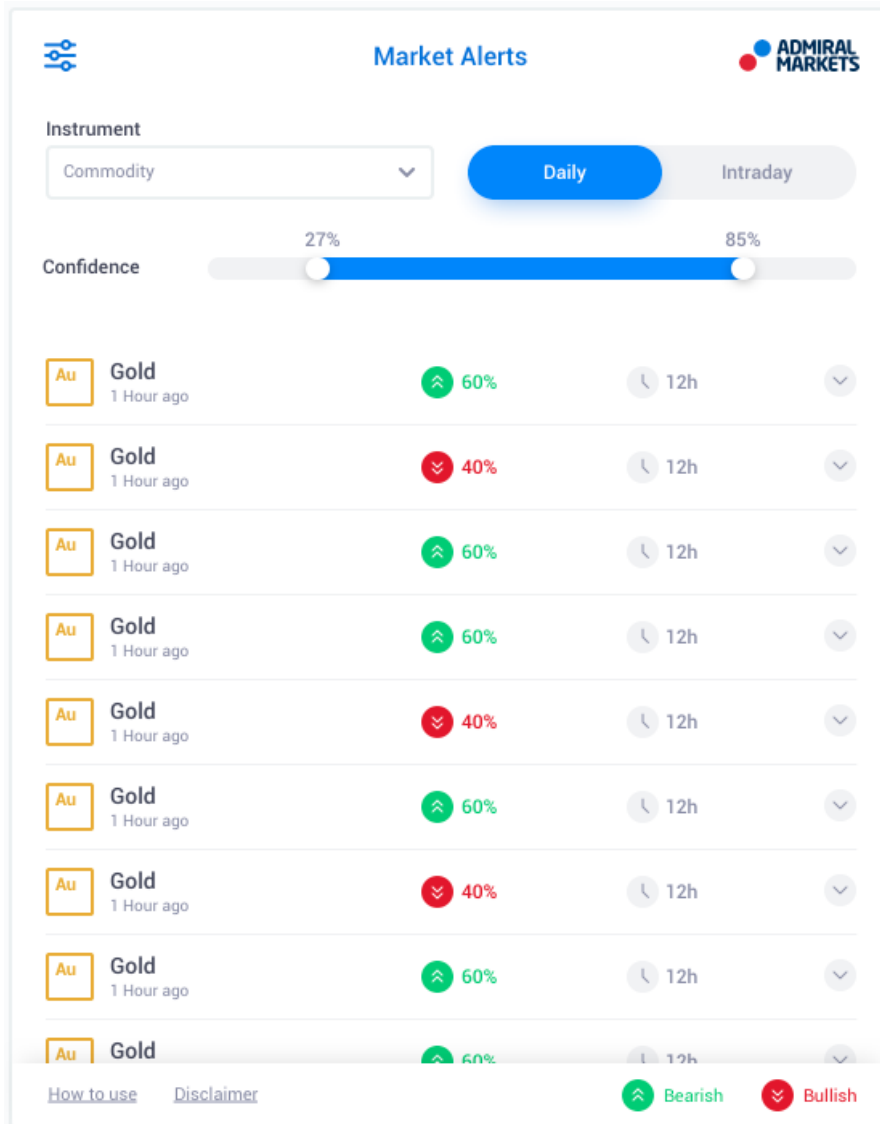 Market Alerts
ADMIRAL
MARKETS
Instrument
Commodity
Daily
Intraday
27%
85%
Confidence
Au
Gold
1 Hour ago
60%
12h
Au
Gold
1 Hour ago
40%
12h
Au
Gold
1 Hour ago
60%
12h
Au
Gold
1 Hour ago
60%
12h
Au
Gold
1 Hour ago
40%
12h
Au
Gold
1 Hour ago
60%
12h
Au
Gold
1 Hour ago
40%
12h
Au
Gold
1 Hour ago
60%
12h
Au
Gold
60%
12h
How to use
Disclaimer
Bearish
Bullish